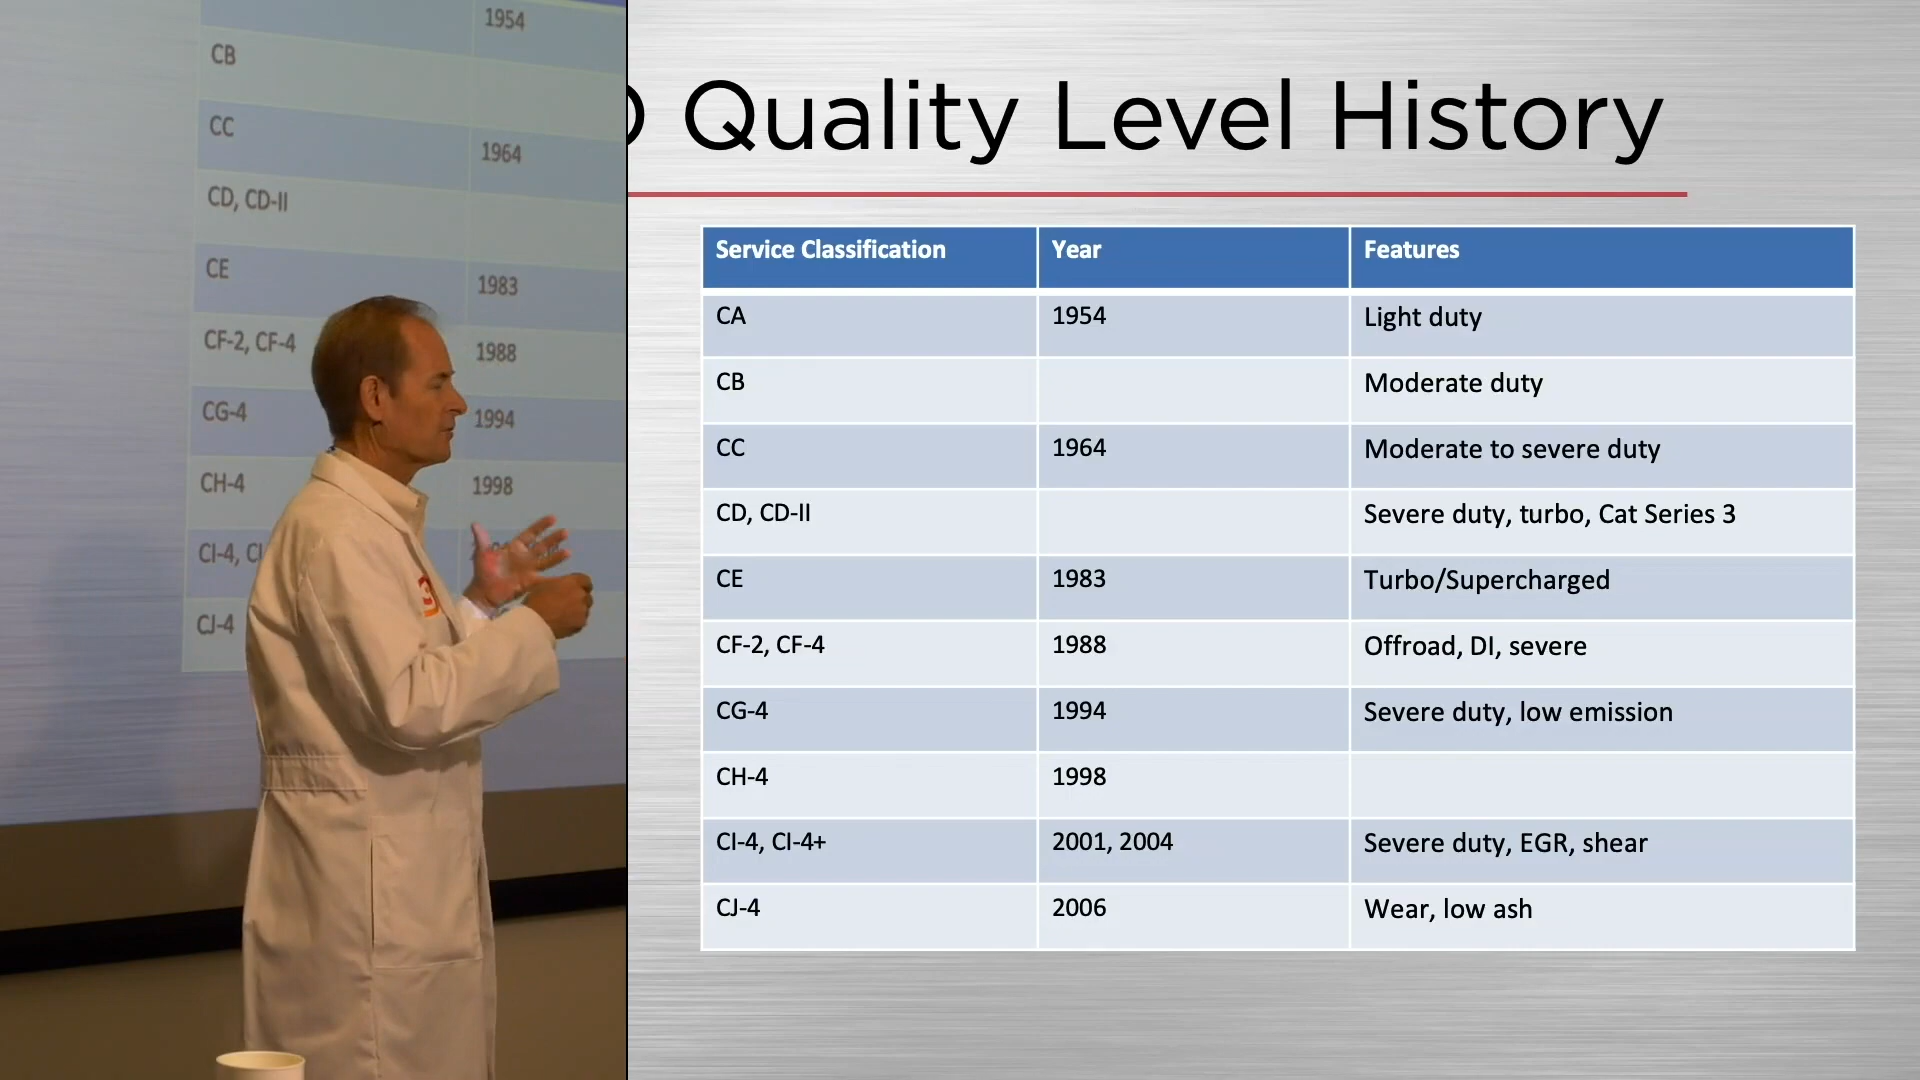 1954
CB
CC
1964
CD, CD-II
CE
1983
CF-2, CF-4
1988
CG-4
1994
CH-4
1998
CI-4,
CJ-4
Quality Level History
Service Classification Year Features
CA 1954 Light duty
CB Moderate duty
CC 1964 Moderate to severe duty
CD, CD-II Severe duty, turbo, Cat Series 3
CE 1983 Turbo/Supercharged
CF-2, CF-4 1988 Offroad, DI, severe
CG-4 1994 Severe duty, low emission
CH-4 1998
CI-4, CI-4+ 2001, 2004 Severe duty, EGR, shear
CJ-4 2006 Wear, low ash